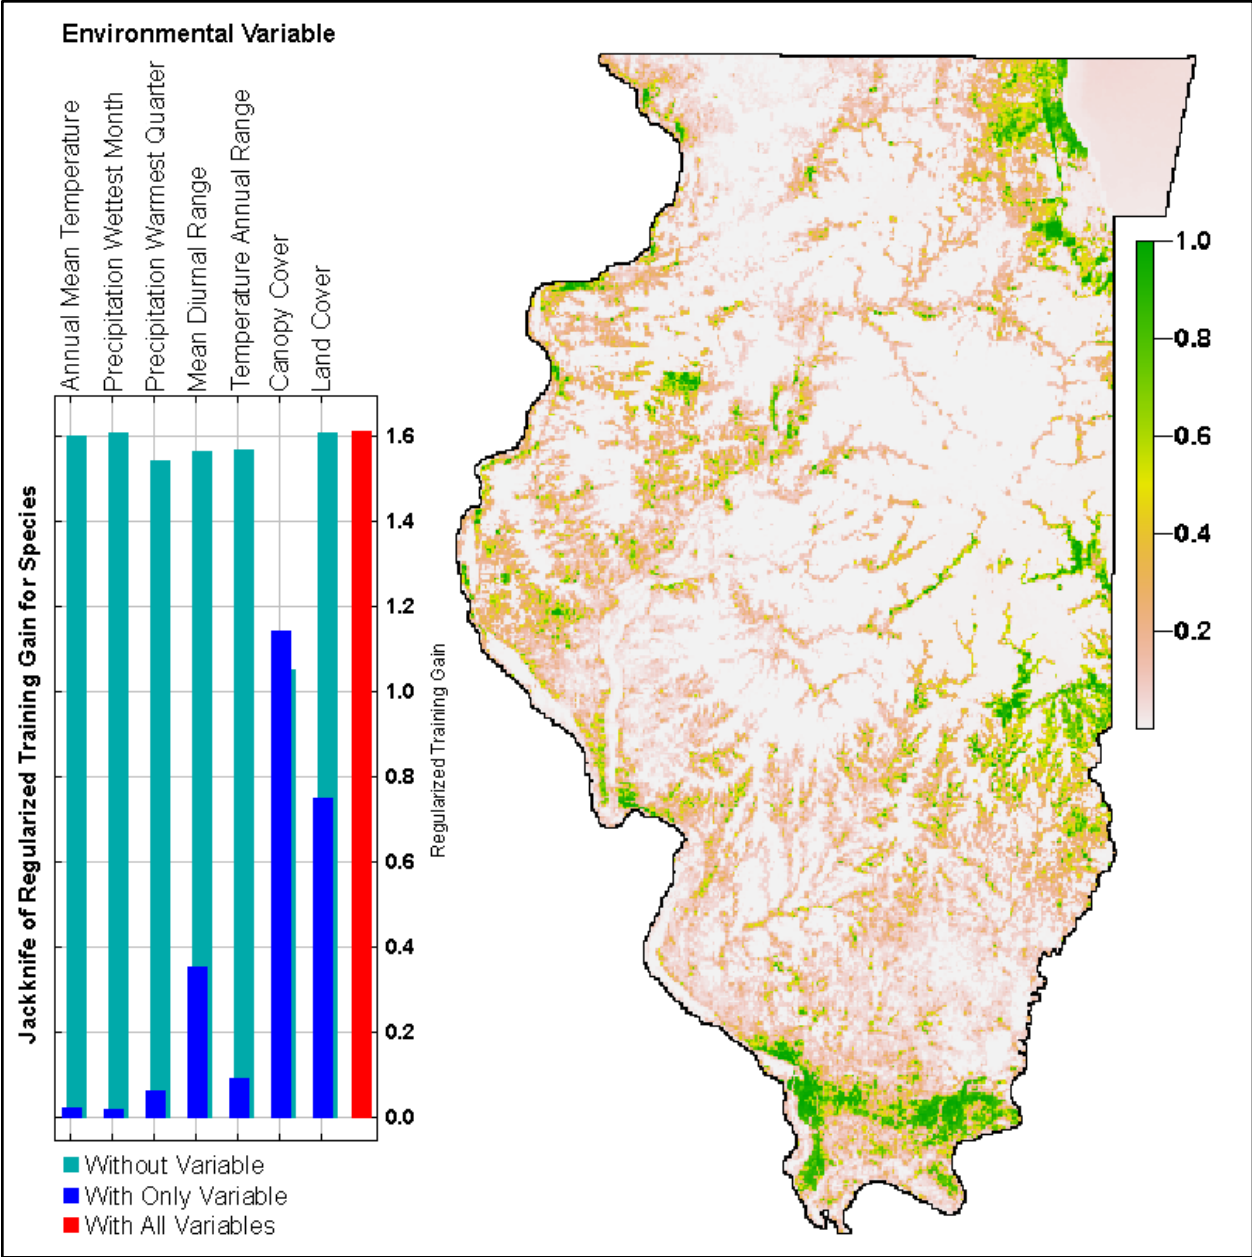 Environmental Variable
Annual Mean Temperature
Precipitation Wettest Month
Precipitation Warmest Quarter
Mean Diurnal Range
Temperature Annual Range
Canopy Cover
Land Cover
Jackknife of Regularized Training Gain for Species
1.6
1.4
1.2
1.0
0.8
0.6
0.4
0.2
0.0
Regularized Training Gain
Without Variable
With Only Variable
With All Variables
1.0
0.8
0.6
0.4
0.2